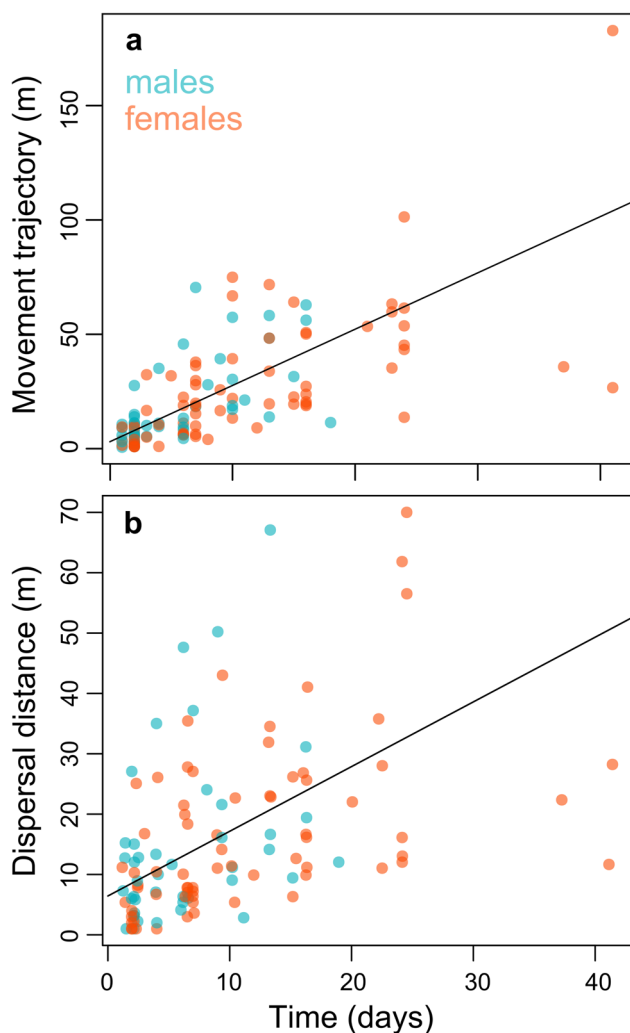 a
males
females
Movement trajectory (m)
150
100
50
0
b
Dispersal distance (m)
70
60
50
40
30
20
10
0
0 10 20 30 40
Time (days)